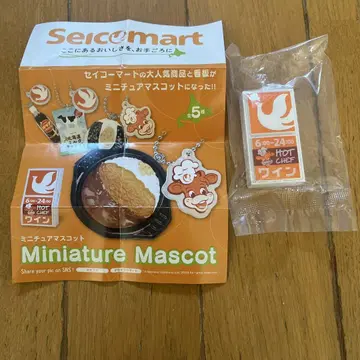 Seicomart
ここにあるおいしさを、お手ごろに
セイコーマートの大人気商品と看板が
ミニチュアマスコットになった!!
全5種
6:00~24:00
HOT
CHEF
ワイン
ミニチュアマスコット
Miniature Mascot
Share your pic on SNS!
6:00~24:00
HOT
CHEF
ワイン